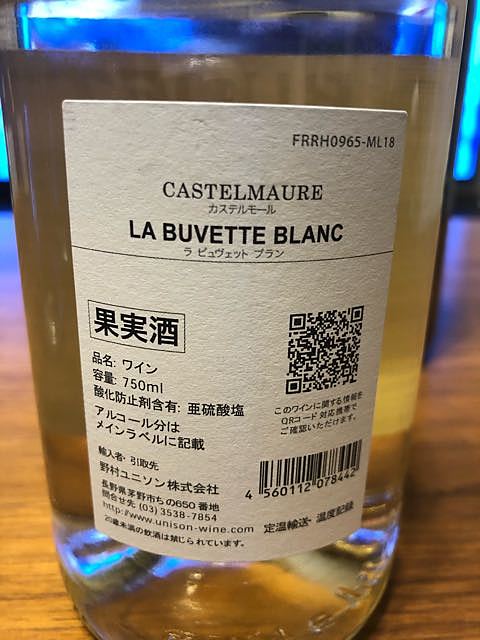 FRRH0965-ML18
CASTELMAURE
カステルモール
LA BUVETTE BLANC
ラ ビュヴェット ブラン
果実酒
品名: ワイン
容量: 750ml
酸化防止剤含有: 亜硫酸塩
アルコール分は
メインラベルに記載
このワインに関する情報を
QRコード対応携帯で
ご確認いただけます。
輸入者・引取先
野村ユニソン株式会社
長野県茅野市ちの650番地
問合せ先 (03) 3538-7854
http://www.unison-wine.com
20歳未満の飲酒は禁じられています。
4 560112 078442
定温輸送・温度記録